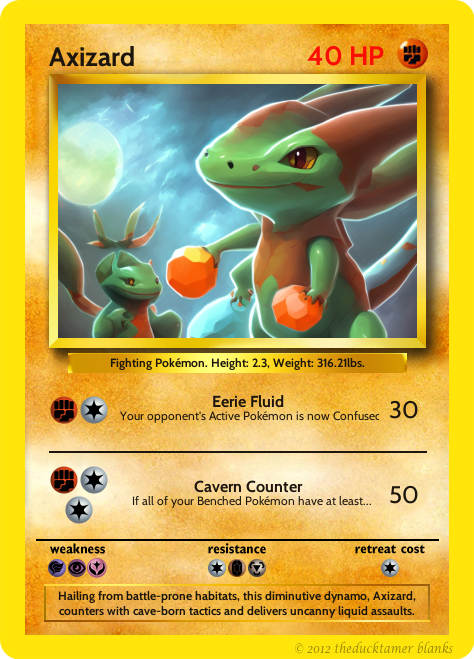 Axizard
40 HP
Fighting Pokémon. Height: 2.3, Weight: 316.21lbs.
Eerie Fluid
Your opponent's Active Pokémon is now Confused
30
Cavern Counter
If all of your Benched Pokémon have at least...
50
weakness
resistance
retreat cost
Hailing from battle-prone habitats, this diminutive dynamo, Axizard,
counters with cave-born tactics and delivers uncanny liquid assaults.
© 2012 theducktamer blanks